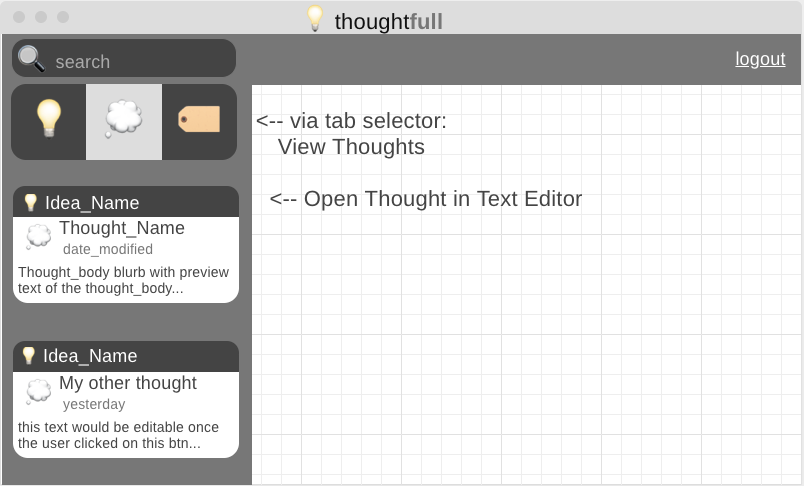 thoughtfull
search
logout
<-- via tab selector:
View Thoughts
<-- Open Thought in Text Editor
Idea_Name
Thought_Name
date_modified
Thought_body blurb with preview
text of the thought_body...
Idea_Name
My other thought
yesterday
this text would be editable once
the user clicked on this btn...